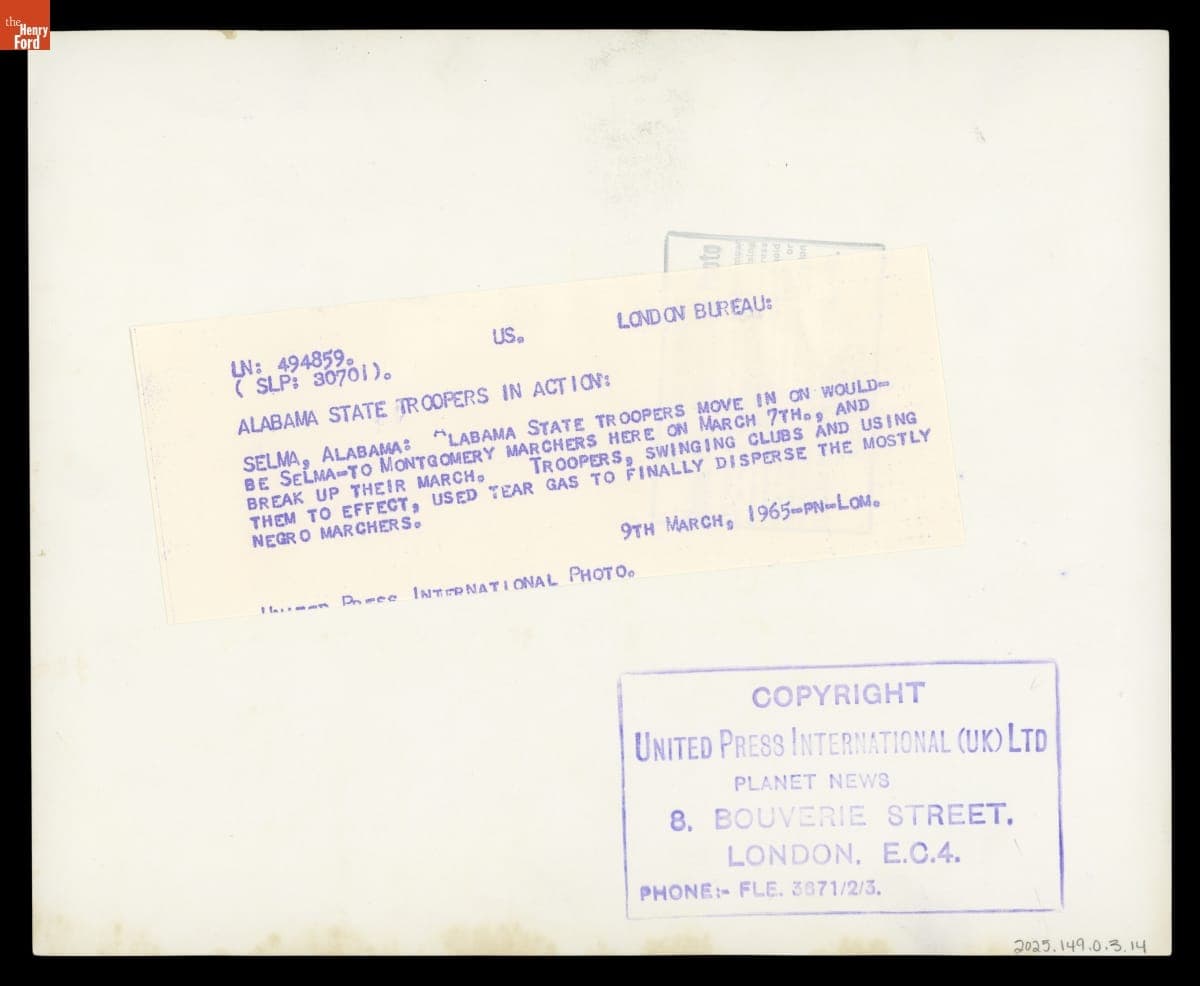 the
Henry
Ford
LN: 494859. US. LONDON BUREAU:
( SLP: 30701).
ALABAMA STATE TROOPERS IN ACTION:
SELMA, ALABAMA: ALABAMA STATE TROOPERS MOVE IN ON WOULD-
BE SELMA-TO MONTGOMERY MARCHERS HERE ON MARCH 7TH., AND
BREAK UP THEIR MARCH. TROOPERS, SWINGING CLUBS AND USING
THEM TO EFFECT, USED TEAR GAS TO FINALLY DISPERSE THE MOSTLY
NEGRO MARCHERS.
9TH MARCH, 1965-PN-LOM.
UNITED PRESS INTERNATIONAL PHOTO.
COPYRIGHT
UNITED PRESS INTERNATIONAL (UK) LTD
PLANET NEWS
8. BOUVERIE STREET.
LONDON. E.C.4.
PHONE:- FLE. 3671/2/3.
2025.149.0.3.14